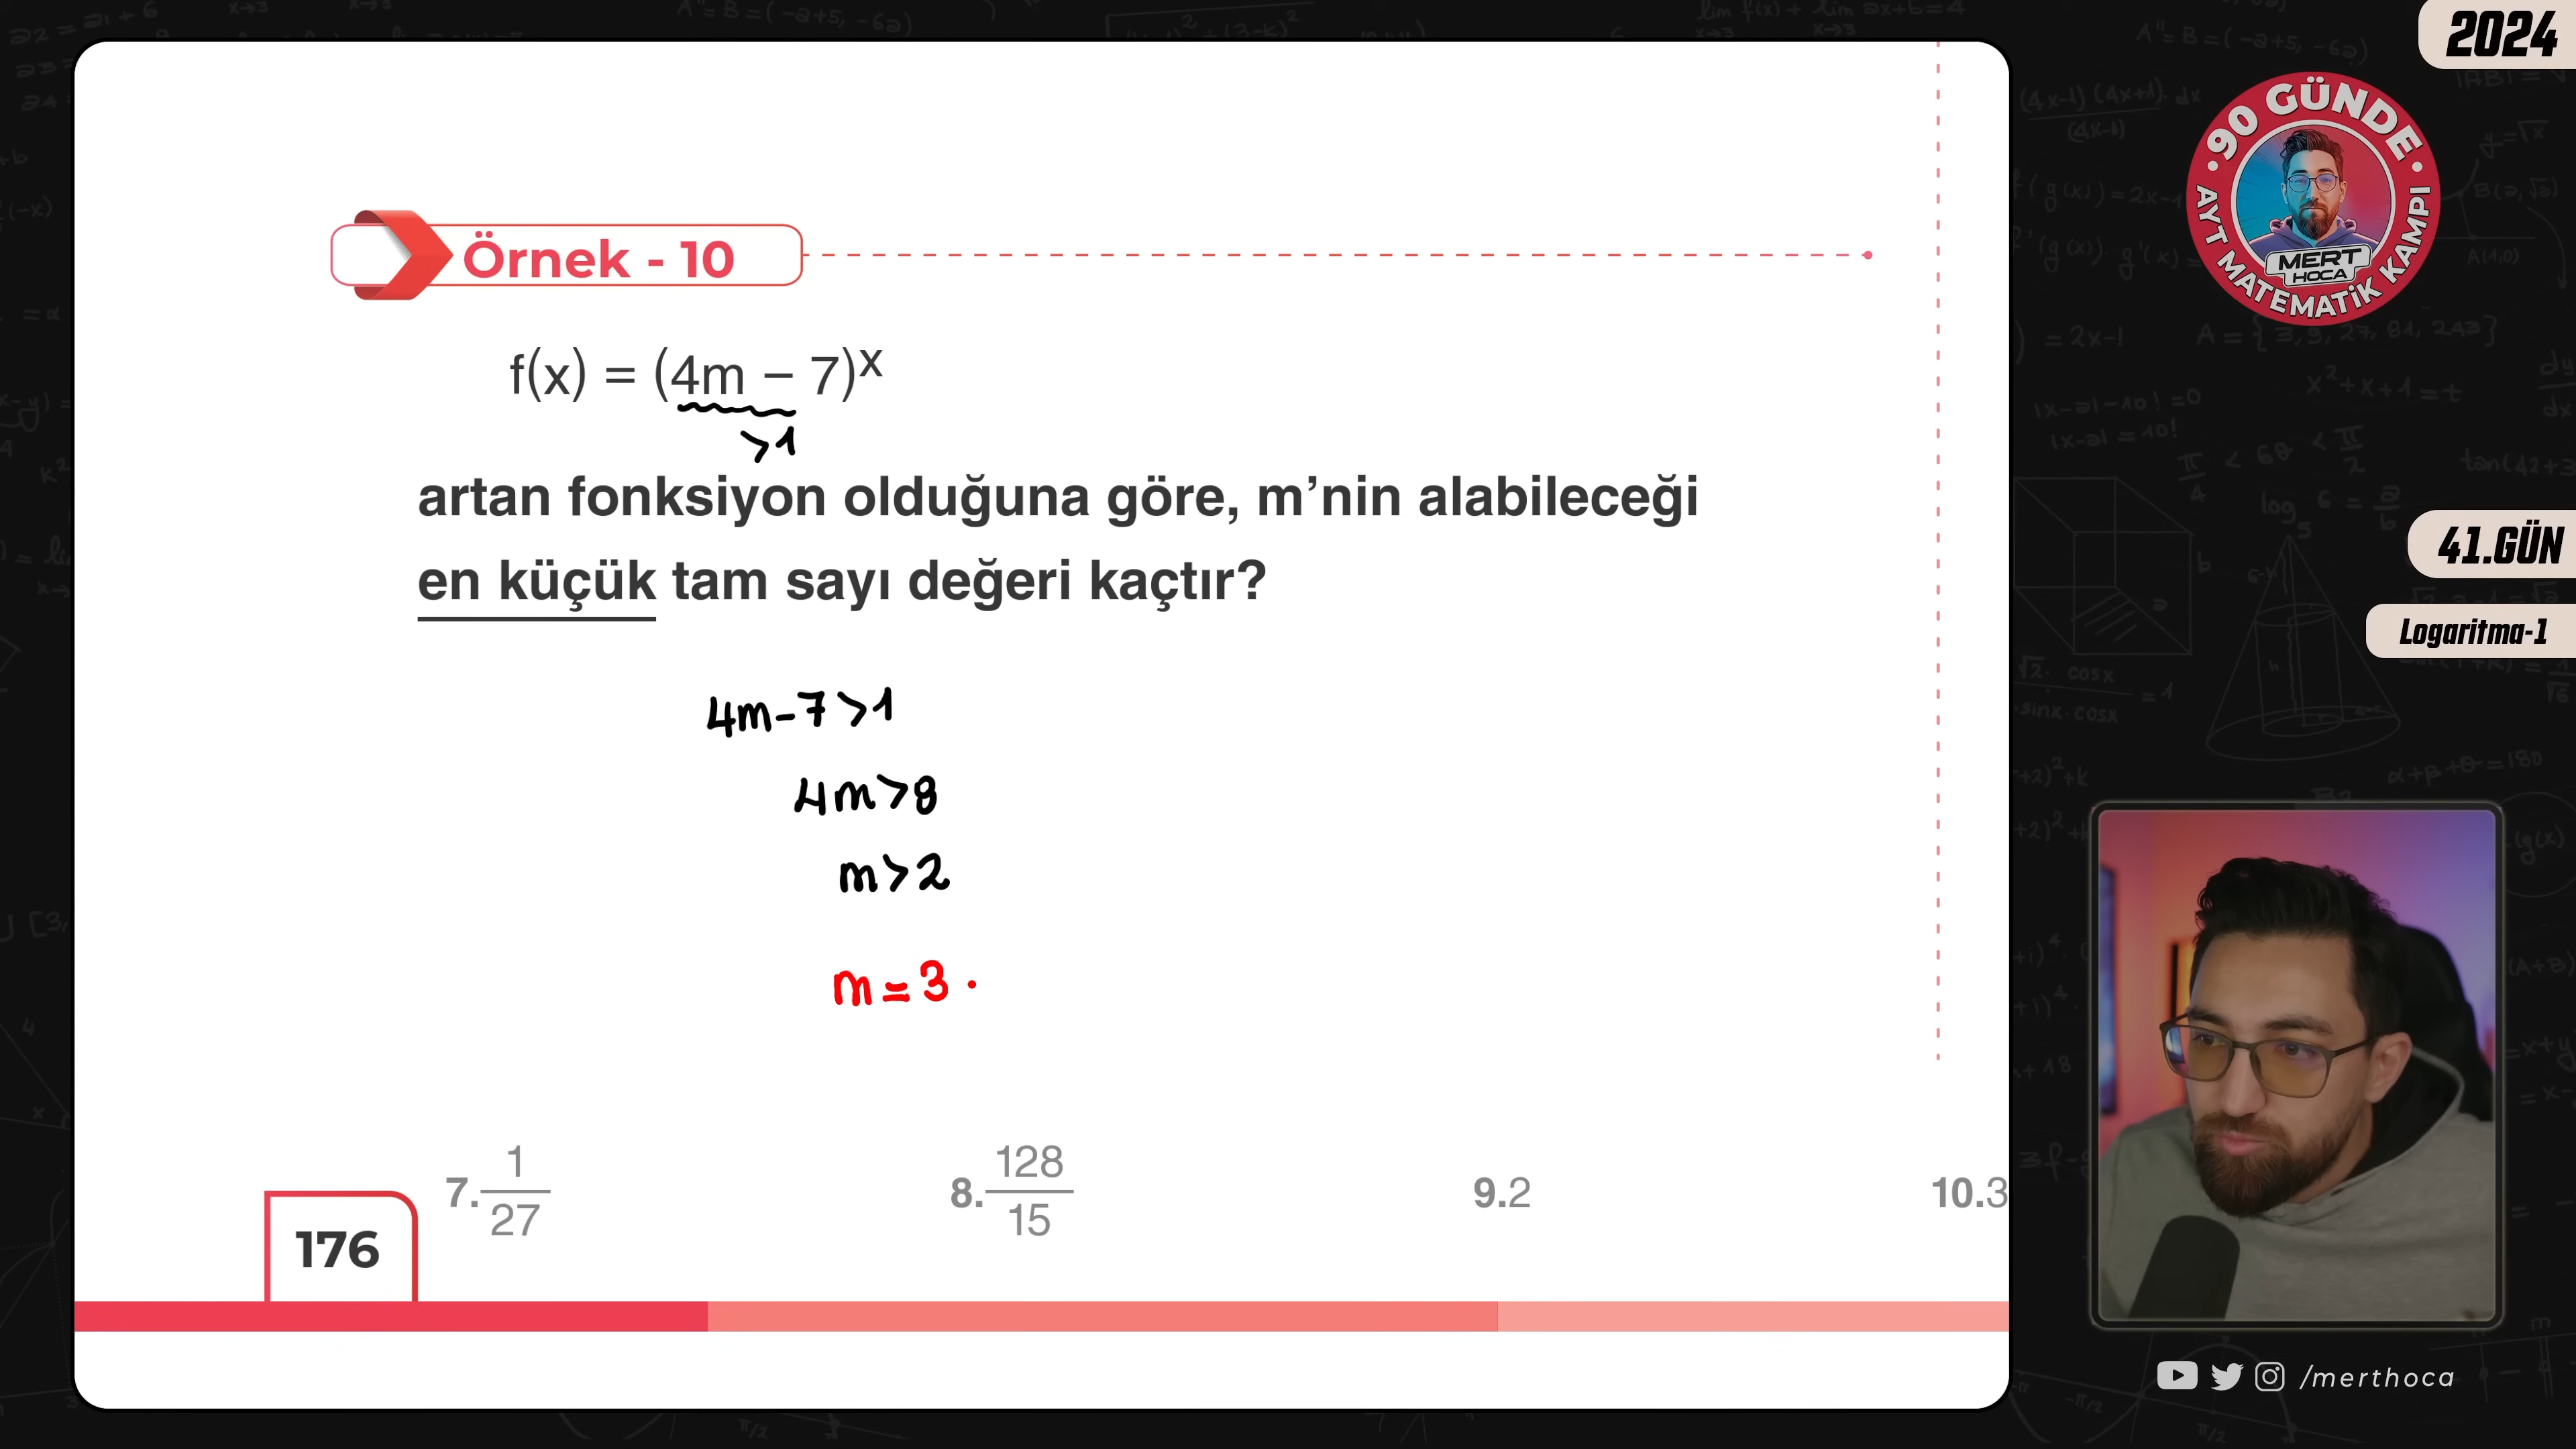 2024
90 GÜNDE
AYT MATEMATİK KAMPI
MERT
HOCA
Örnek - 10
f(x) = (4m − 7)ˣ
>1
artan fonksiyon olduğuna göre, m’nin alabileceği
en küçük tam sayı değeri kaçtır?
41.GÜN
Logaritma-1
4m-7>1
4m>8
m>2
m=3 .
7. 1/27 8. 128/15 9.2 10.3
176
/merthoca